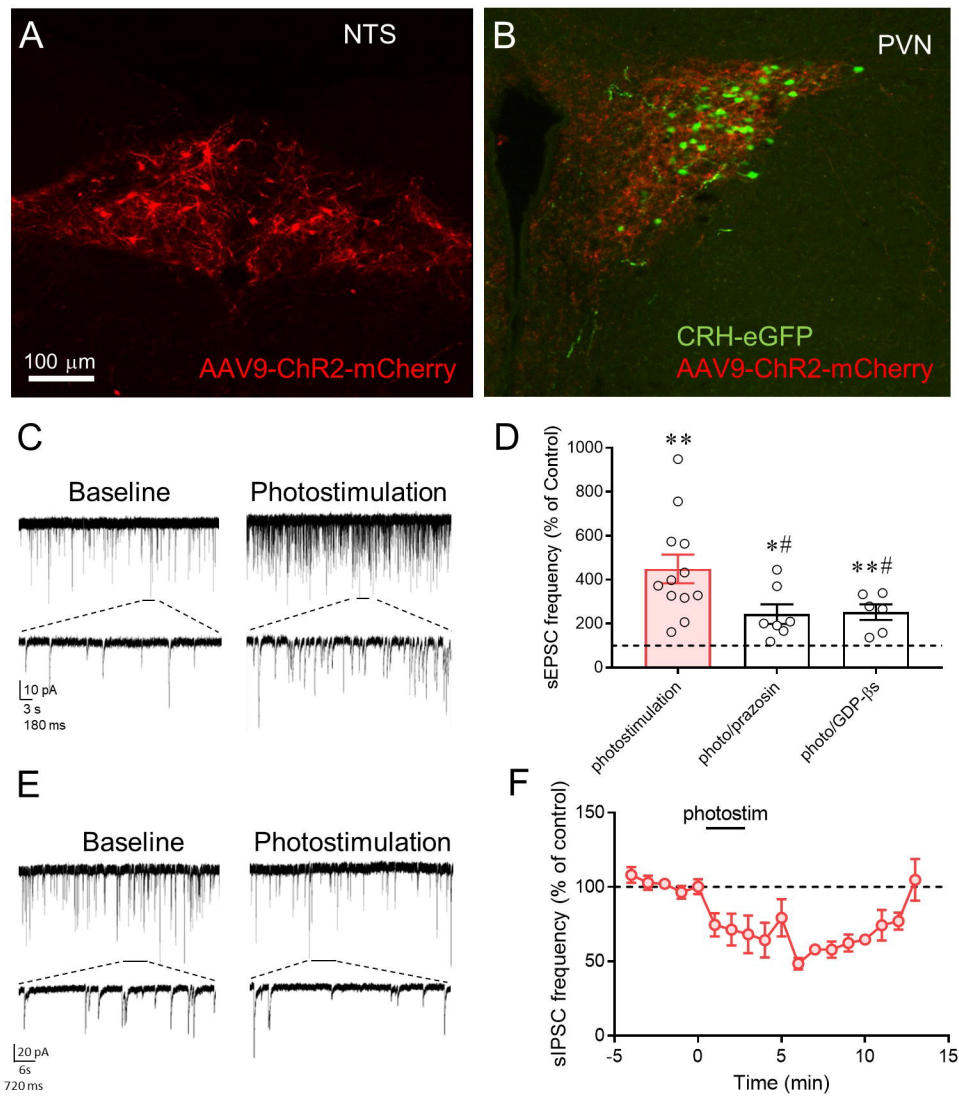 A
NTS
100 μm
AAV9-ChR2-mCherry
B
PVN
CRH-eGFP
AAV9-ChR2-mCherry
C
Baseline
Photostimulation
10 pA
3 s
180 ms
D
sEPSC frequency (% of Control)
1000
800
600
400
200
0
**
*#
**#
photostimulation
photo/prazosin
photo/GDP-βs
E
Baseline
Photostimulation
20 pA
6s
720 ms
F
sIPSC frequency (% of control)
150
100
50
0
photostim
-5
0
5
10
15
Time (min)